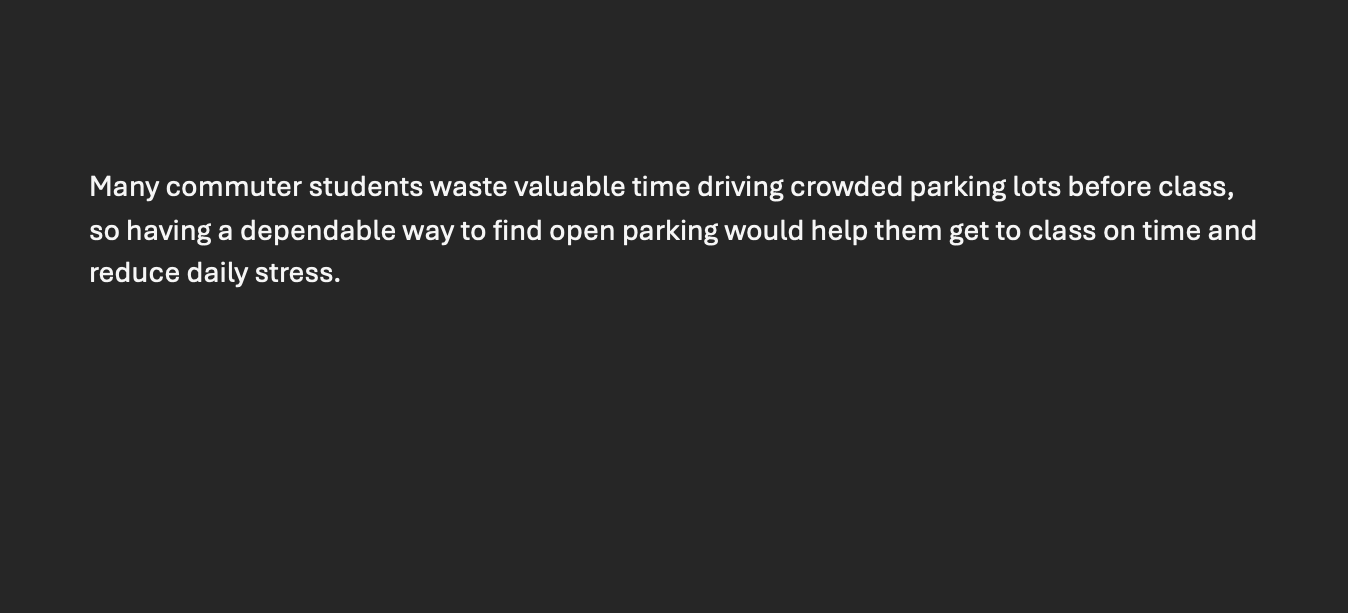 Many commuter students waste valuable time driving crowded parking lots before class,
so having a dependable way to find open parking would help them get to class on time and
reduce daily stress.